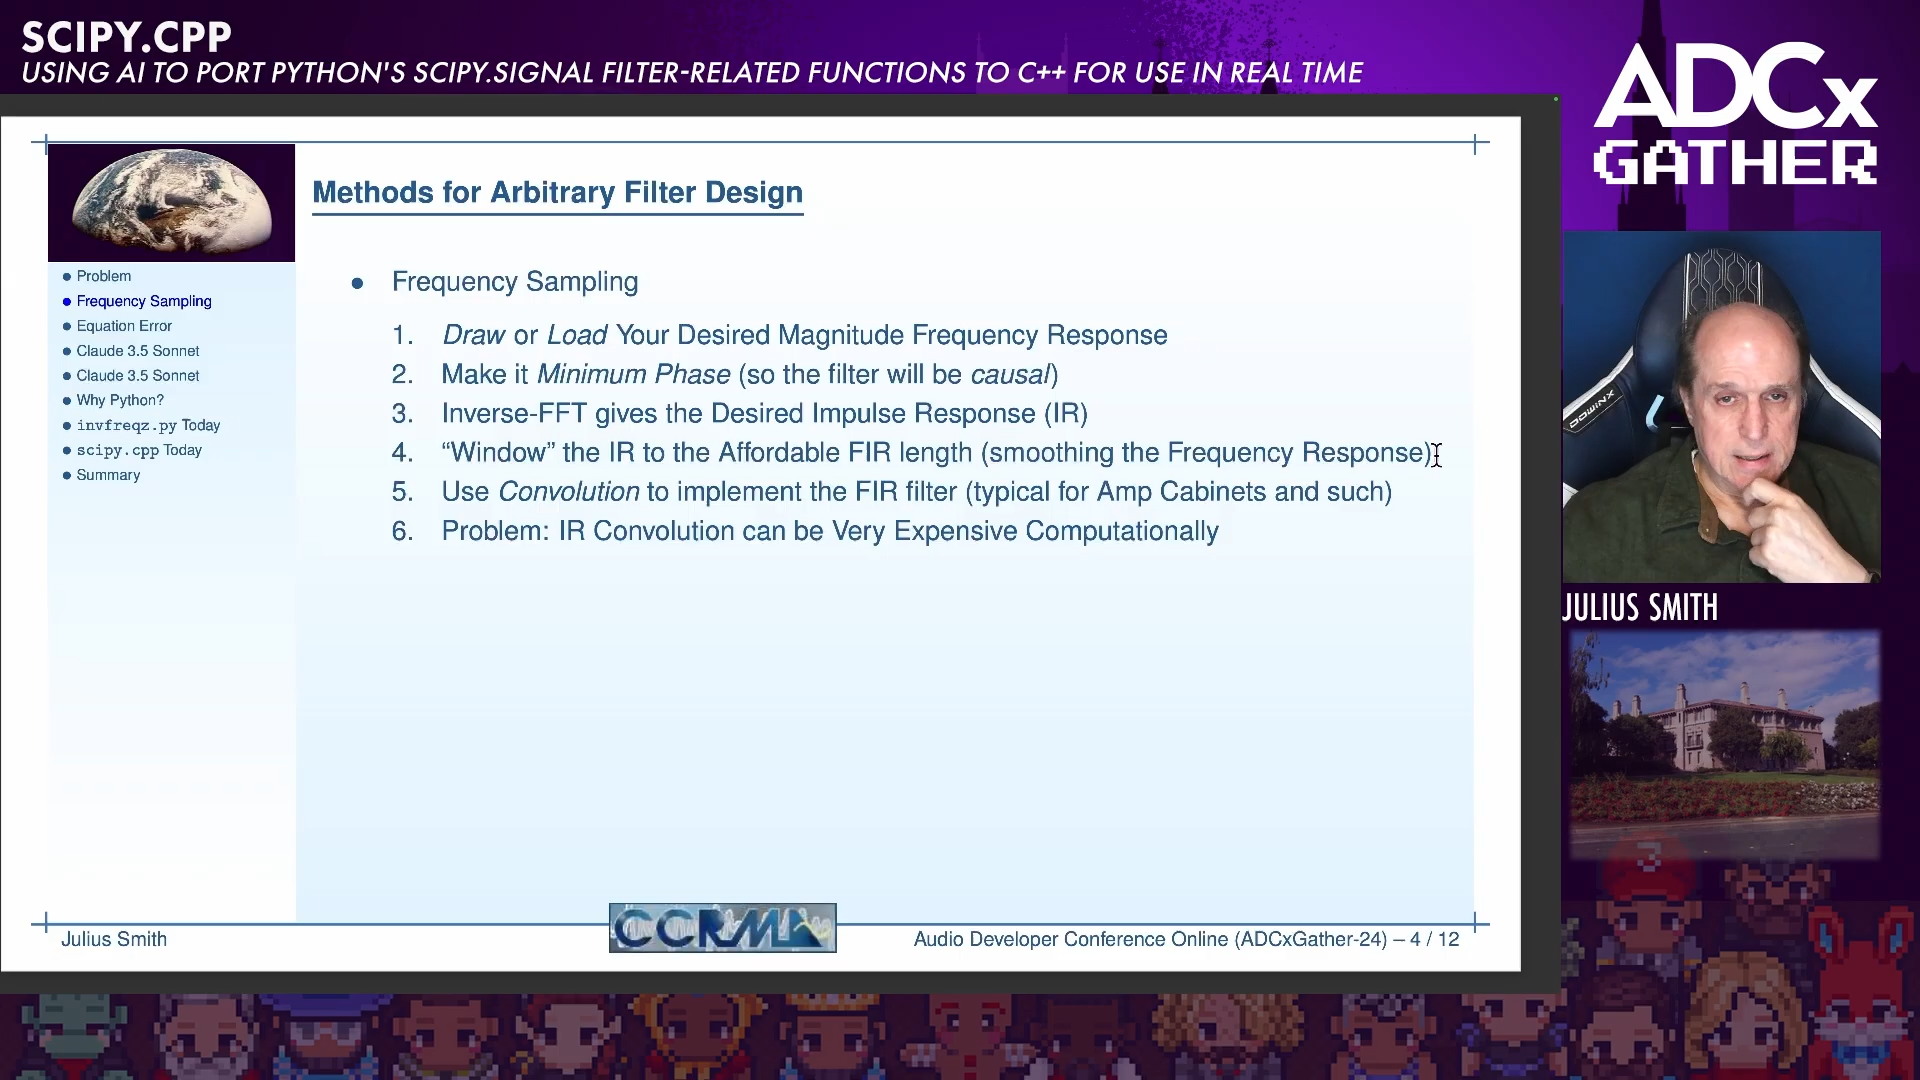 SCIPY.CPP
USING AI TO PORT PYTHON'S SCIPY.SIGNAL FILTER-RELATED FUNCTIONS TO C++ FOR USE IN REAL TIME
ADCx
GATHER
Methods for Arbitrary Filter Design
● Problem
● Frequency Sampling
● Equation Error
● Claude 3.5 Sonnet
● Claude 3.5 Sonnet
● Why Python?
● invfreqz.py Today
● scipy.cpp Today
● Summary
● Frequency Sampling
1. Draw or Load Your Desired Magnitude Frequency Response
2. Make it Minimum Phase (so the filter will be causal)
3. Inverse-FFT gives the Desired Impulse Response (IR)
4. “Window” the IR to the Affordable FIR length (smoothing the Frequency Response)
5. Use Convolution to implement the FIR filter (typical for Amp Cabinets and such)
6. Problem: IR Convolution can be Very Expensive Computationally
DOWINX
JULIUS SMITH
3
Julius Smith
CCRMA
Audio Developer Conference Online (ADCxGather-24) – 4 / 12